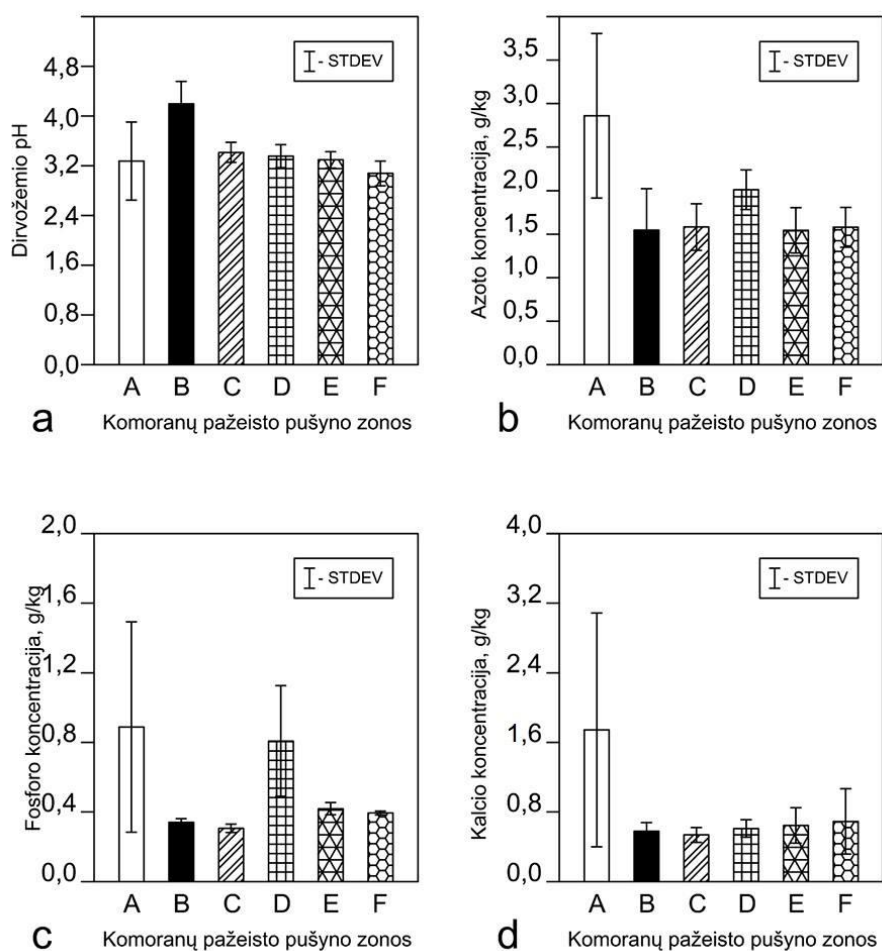 4,8
4,0
3,2
2,4
1,6
0,8
0,0
Dirvožemio pH
I - STDEV
A B C D E F
a Komoranų pažeisto pušyno zonos
3,5
3,0
2,5
2,0
1,5
1,0
0,5
0,0
Azoto koncentracija, g/kg
I - STDEV
A B C D E F
b Komoranų pažeisto pušyno zonos
2,0
1,6
1,2
0,8
0,4
0,0
Fosforo koncentracija, g/kg
I - STDEV
A B C D E F
c Komoranų pažeisto pušyno zonos
4,0
3,2
2,4
1,6
0,8
0,0
Kalcio koncentracija, g/kg
I - STDEV
A B C D E F
d Komoranų pažeisto pušyno zonos